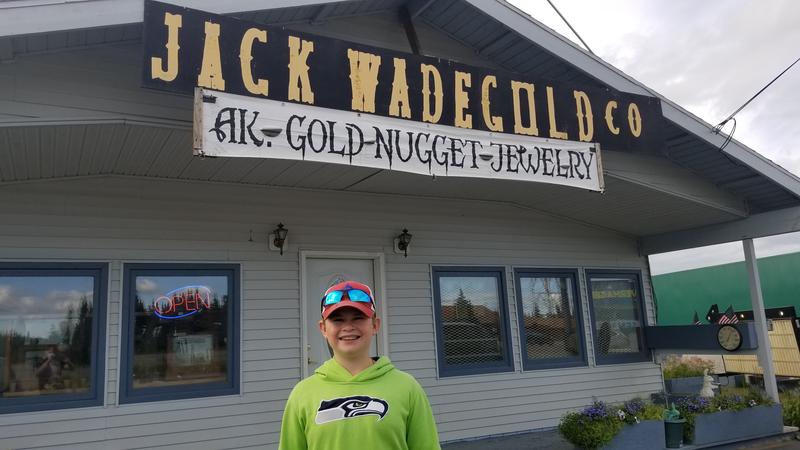 JACK WADE GOLD CO
AK. GOLD-NUGGET-JEWELRY
OPEN